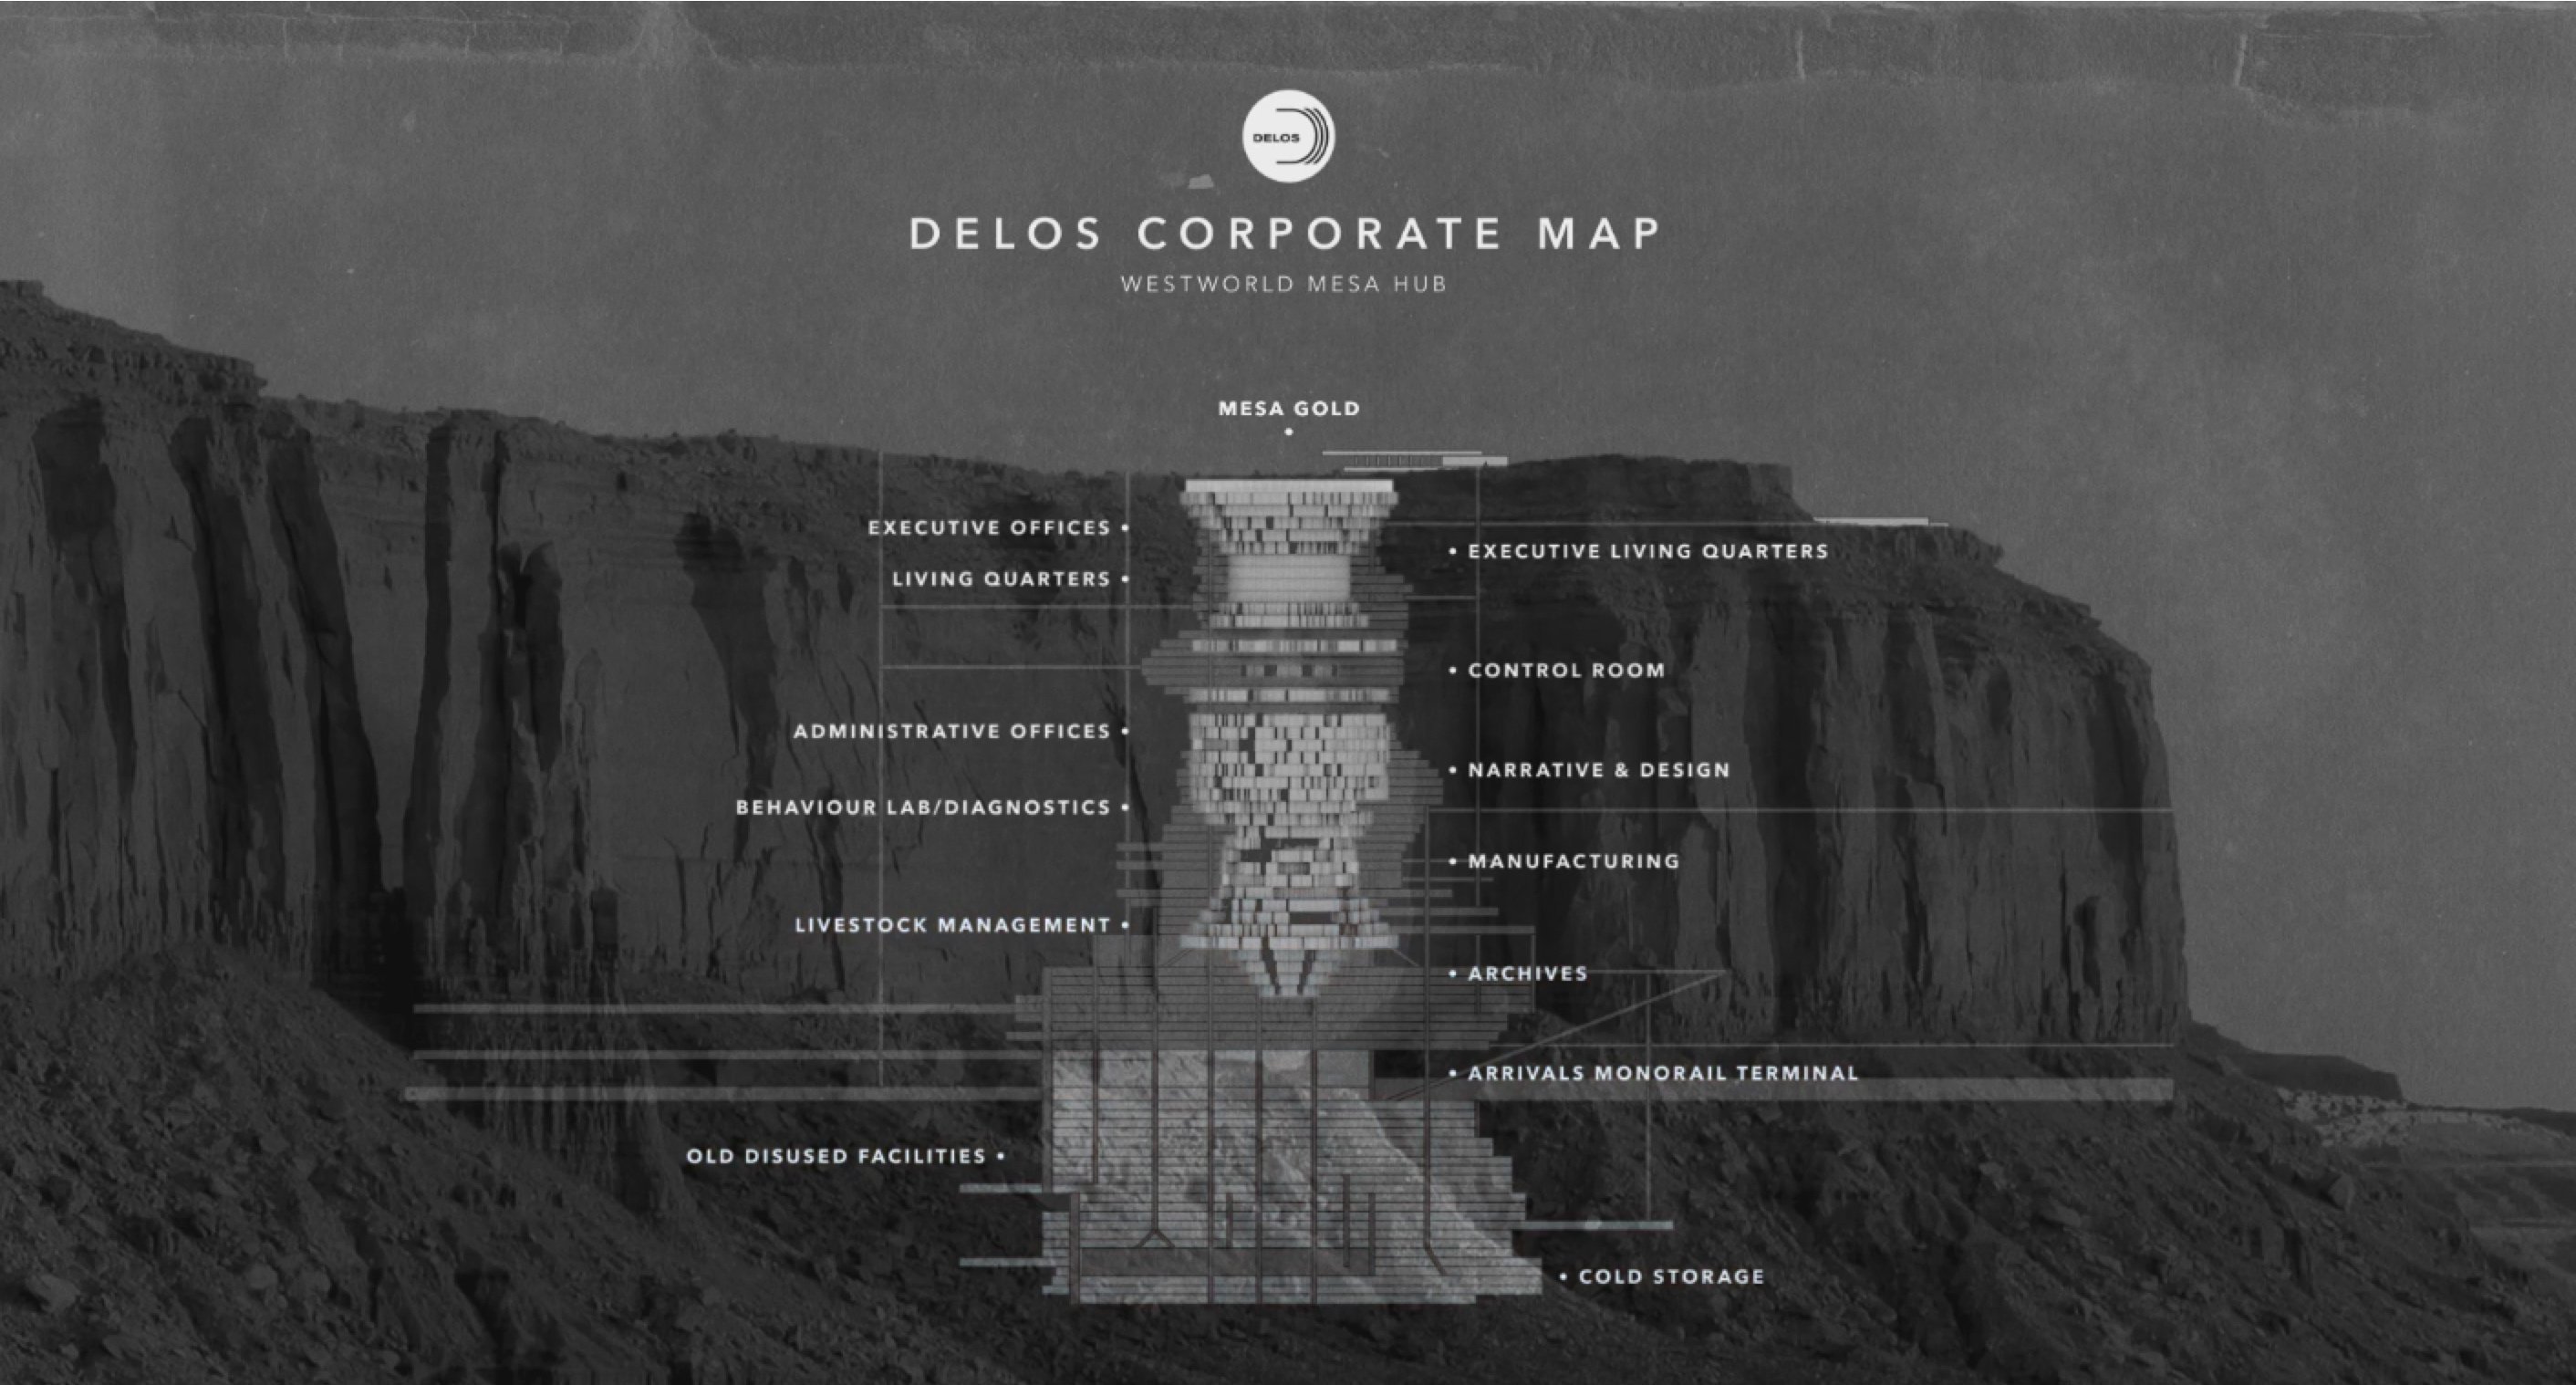 DELOS
DELOS CORPORATE MAP
WESTWORLD MESA HUB
MESA GOLD
EXECUTIVE OFFICES •
• EXECUTIVE LIVING QUARTERS
LIVING QUARTERS •
• CONTROL ROOM
ADMINISTRATIVE OFFICES •
• NARRATIVE & DESIGN
BEHAVIOUR LAB/DIAGNOSTICS •
• MANUFACTURING
LIVESTOCK MANAGEMENT •
• ARCHIVES
• ARRIVALS MONORAIL TERMINAL
OLD DISUSED FACILITIES •
• COLD STORAGE